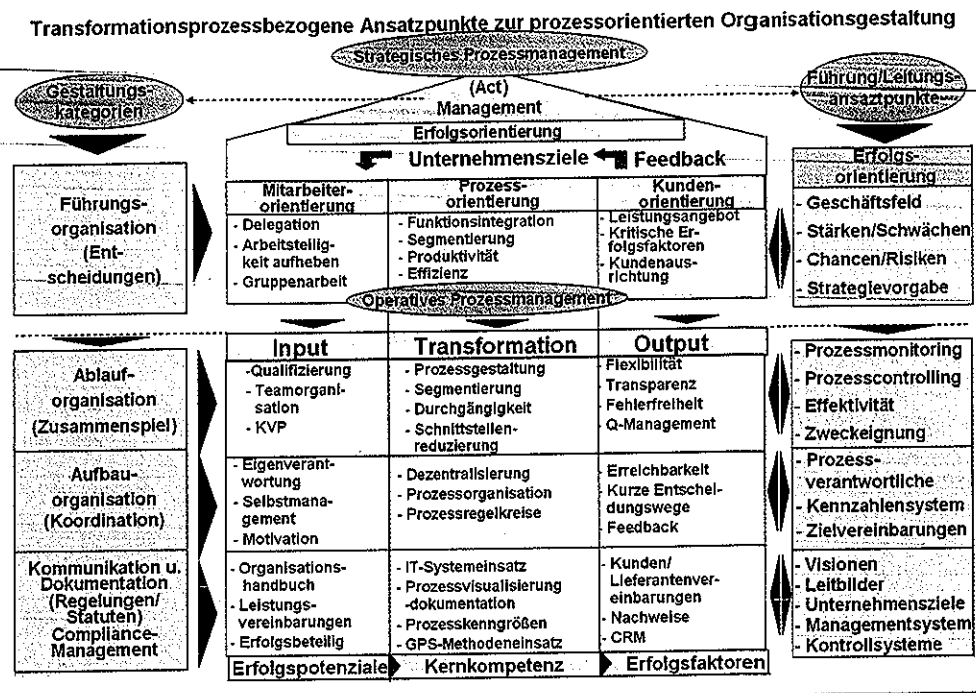 Transformationsprozessbezogene Ansatzpunkte zur prozessorientierten Organisationsgestaltung
Strategisches Prozessmanagement
Gestaltungs-
kategorien
(Act)
Management
Führung/Leitungs-
ansaztpunkte
Erfolgsorientierung
Unternehmensziele
Feedback
Führungs-
organisation
(Ent-
scheidungen)
Mitarbeiter-
orientierung
- Delegation
- Arbeitsteilig-
keit aufheben
- Gruppenarbeit
Prozess-
orientierung
- Funktionsintegration
- Segmentierung
- Produktivität
- Effizienz
Kunden-
orientierung
- Leistungsangbot
- Kritische Er-
folgsfaktoren
- Kundenaus-
richtung
Erfolgs-
orientierung
- Geschäftsfeld
- Stärken/Schwächen
- Chancen/Risiken
- Strategievorgabe
Operatives Prozessmanagement
Input
Transformation
Output
Ablauf-
organisation
(Zusammenspiel)
-Qualifizierung
- Teamorgani-
sation
- KVP
- Prozessgestaltung
- Segmentierung
- Durchgängigkeit
- Schnittstellen-
reduzierung
- Flexibilität
- Transparenz
- Fehlerfreiheit
- Q-Management
- Prozessmonitoring
- Prozesscontrolling
- Effektivität
- Zweckeignung
Aufbau-
organisation
(Koordination)
- Eigenverant-
wortung
- Selbstmana-
gement
- Motivation
- Dezentralisierung
- Prozessorganisation
- Prozessregelkreise
- Erreichbarkeit
- Kurze Entschei-
dungswege
- Feedback
- Prozess-
verantwortliche
- Kennzahlensystem
- Zielvereinbarungen
Kommunikation u.
Dokumentation
(Regelungen/
Statuten)
Compliance-
Management
- Organisations-
handbuch
- Leistungs-
vereinbarungen
- Erfolgsbeteilig
- IT-Systemeinsatz
- Prozessvisualisierung
-dokumentation
- Prozesskenngrößen
- GPS-Methodeneinsatz
- Kunden/
Lieferantenver-
einbarungen
- Nachweise
- CRM
- Visionen
- Leitbilder
- Unternehmensziele
- Managementsystem
- Kontrollsysteme
Erfolgspotenziale
Kernkompetenz
Erfolgsfaktoren